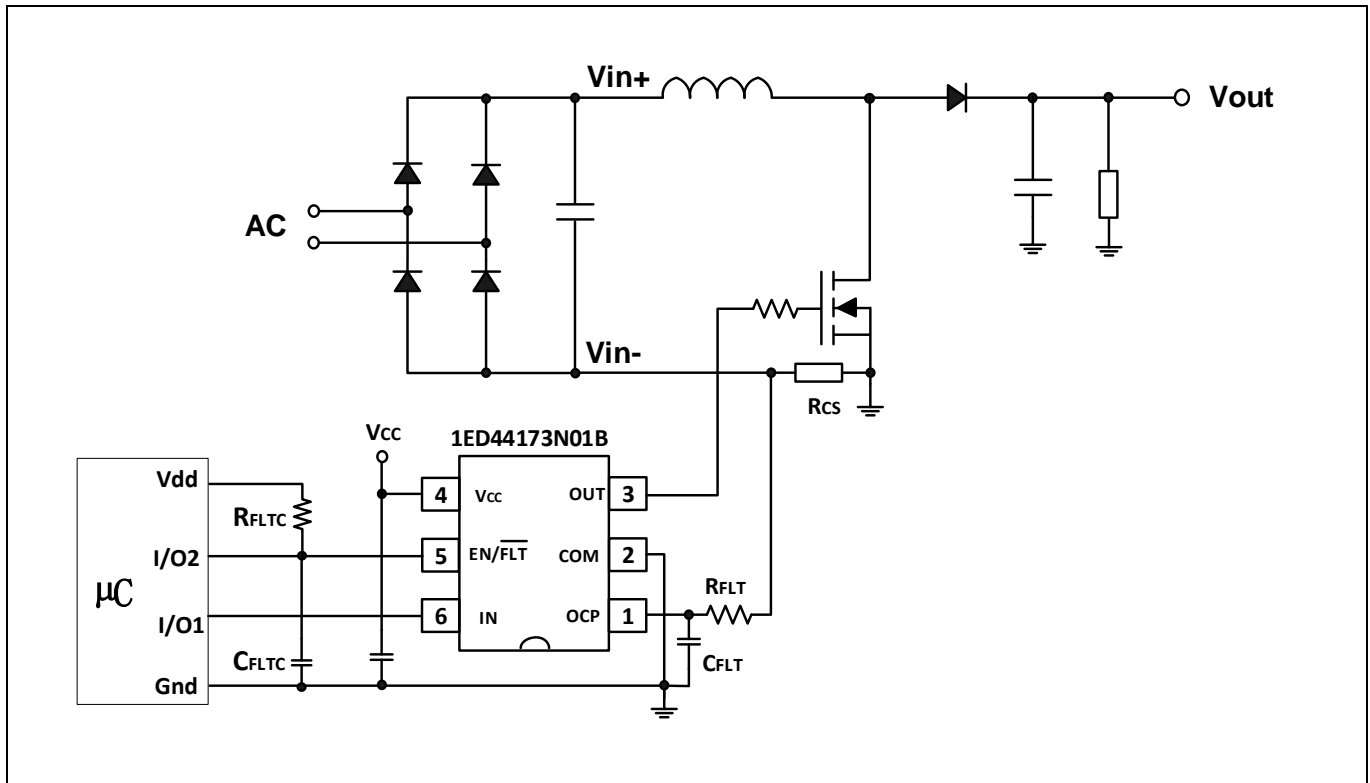 Vin+
Vout
AC
Vin-
RCS
VCC
1ED44173N01B
Vdd
4
VCC
OUT
3
RFLTC
I/O2
5
EN/FLT
COM
2
μC
RFLT
I/O1
6
IN
OCP
1
CFLTC
CFLT
Gnd